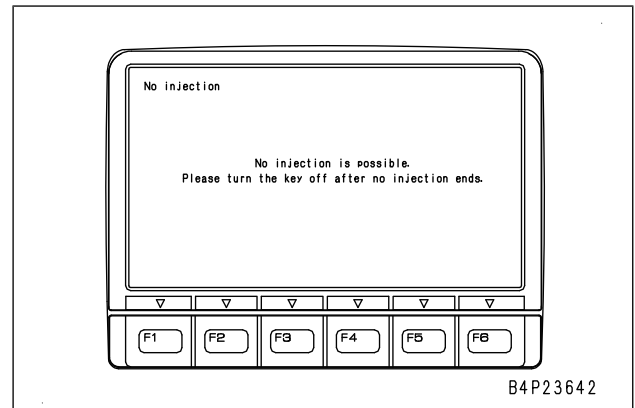 No injection
No injection is possible.
Please turn the key off after no injection ends.
F1 F2 F3 F4 F5 F6
B4P23642